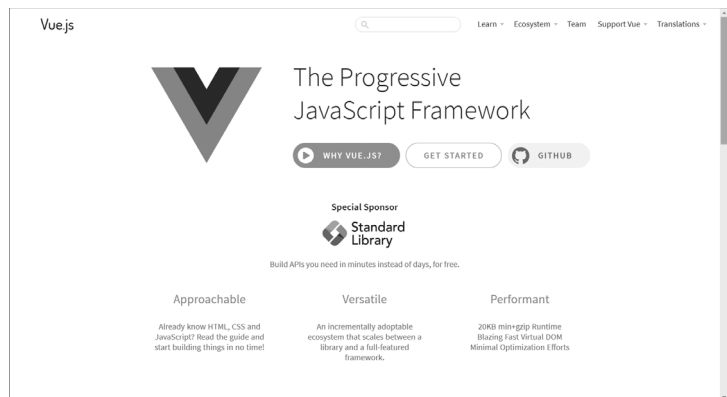 Vue.js
Learn Ecosystem Team Support Vue Translations
The Progressive
JavaScript Framework
WHY VUE.JS? GET STARTED GITHUB
Special Sponsor
Standard
Library
Build APIs you need in minutes instead of days, for free.
Approachable
Already know HTML, CSS and
JavaScript? Read the guide and
start building things in no time!
Versatile
An incrementally adoptable
ecosystem that scales between a
library and a full-featured
framework.
Performant
20KB min+gzip Runtime
Blazing Fast Virtual DOM
Minimal Optimization Efforts